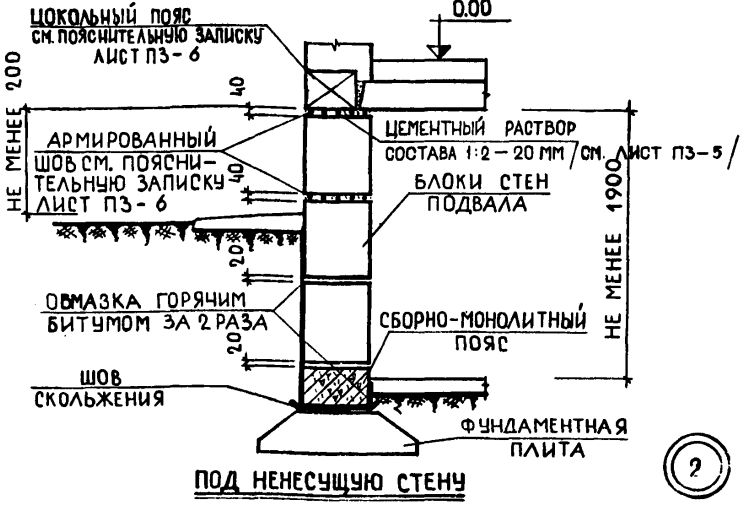 ЦОКОЛЬНЫЙ ПОЯС
СМ. ПОЯСНИТЕЛЬНУЮ ЗАПИСКУ
ЛИСТ ПЗ-6
0.00
НЕ МЕНЕЕ 200
40
АРМИРОВАННЫЙ
ШОВ СМ. ПОЯСНИ-
ТЕЛЬНУЮ ЗАПИСКУ
ЛИСТ ПЗ-6
40
ЦЕМЕНТНЫЙ РАСТВОР
СОСТАВА 1:2-20 ММ /СМ. ЛИСТ ПЗ-5/
БЛОКИ СТЕН
ПОДВАЛА
НЕ МЕНЕЕ 1900
20
ОБМАЗКА ГОРЯЧИМ
БИТУМОМ ЗА 2 РАЗА
20
СБОРНО-МОНОЛИТНЫЙ
ПОЯС
ШОВ
СКОЛЬЖЕНИЯ
ФУНДАМЕНТНАЯ
ПЛИТА
ПОД НЕНЕСУЩУЮ СТЕНУ
2